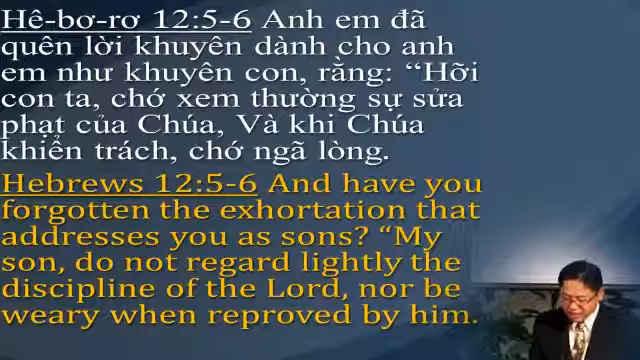 Hê-bơ-rơ 12:5-6 Anh em đã
quên lời khuyên dành cho anh
em như khuyên con, rằng: “Hỡi
con ta, chớ xem thường sự sửa
phạt của Chúa, Và khi Chúa
khiển trách, chớ ngã lòng.
Hebrews 12:5-6 And have you
forgotten the exhortation that
addresses you as sons? “My
son, do not regard lightly the
discipline of the Lord, nor be
weary when reproved by him.